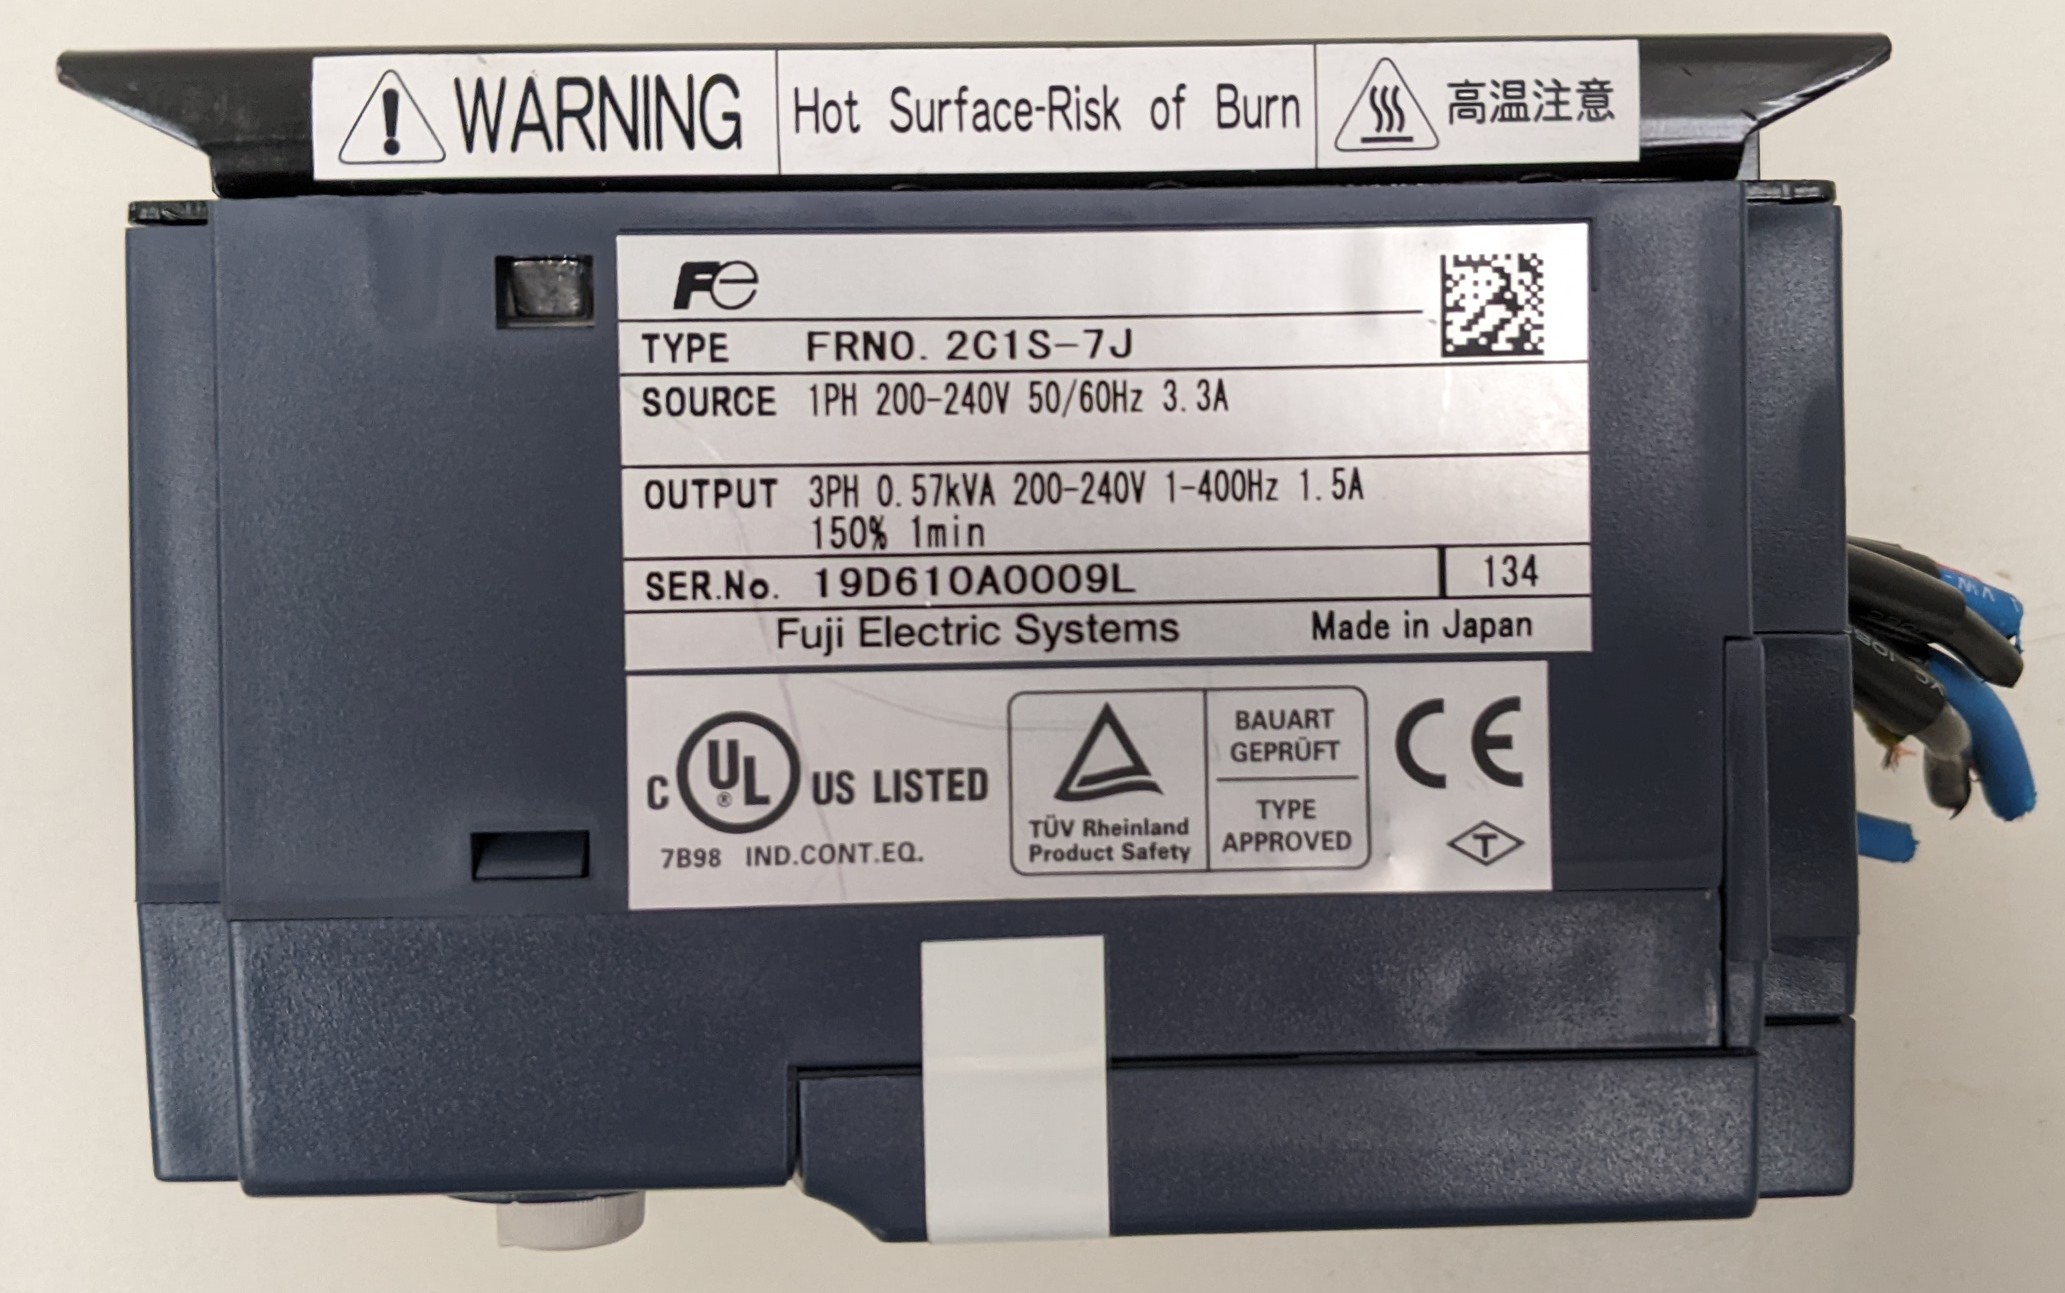 WARNING Hot Surface-Risk of Burn 高温注意
Fe
TYPE FRN0.2C1S-7J
SOURCE 1PH 200-240V 50/60Hz 3.3A
OUTPUT 3PH 0.57kVA 200-240V 1-400Hz 1.5A
150% 1min
SER.No. 19D610A0009L 134
Fuji Electric Systems Made in Japan
C UL ® US LISTED
7B98 IND.CONT.EQ.
TÜV Rheinland
Product Safety
BAUART
GEPRÜFT
TYPE
APPROVED
CE
T